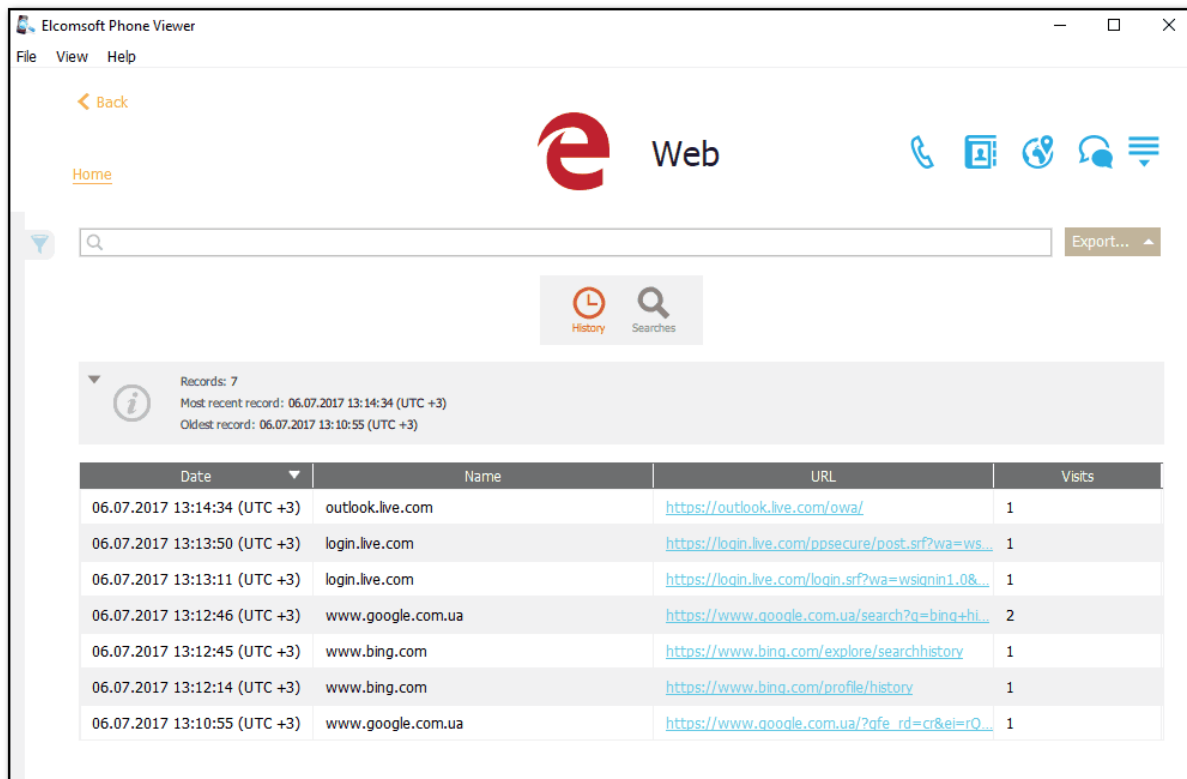 Elcomsoft Phone Viewer
File View Help
Back
Web
Home
Export...
History Searches
Records: 7
Most recent record: 06.07.2017 13:14:34 (UTC +3)
Oldest record: 06.07.2017 13:10:55 (UTC +3)
Date Name URL Visits
06.07.2017 13:14:34 (UTC +3) outlook.live.com https://outlook.live.com/owa/ 1
06.07.2017 13:13:50 (UTC +3) login.live.com https://login.live.com/ppsecure/post.srf?wa=ws... 1
06.07.2017 13:13:11 (UTC +3) login.live.com https://login.live.com/login.srf?wa=wsignin1.0&... 1
06.07.2017 13:12:46 (UTC +3) www.google.com.ua https://www.google.com.ua/search?q=bing+hi... 2
06.07.2017 13:12:45 (UTC +3) www.bing.com https://www.bing.com/explore/searchhistory 1
06.07.2017 13:12:14 (UTC +3) www.bing.com https://www.bing.com/profile/history 1
06.07.2017 13:10:55 (UTC +3) www.google.com.ua https://www.google.com.ua/?gfe_rd=cr&ei=rQ... 1